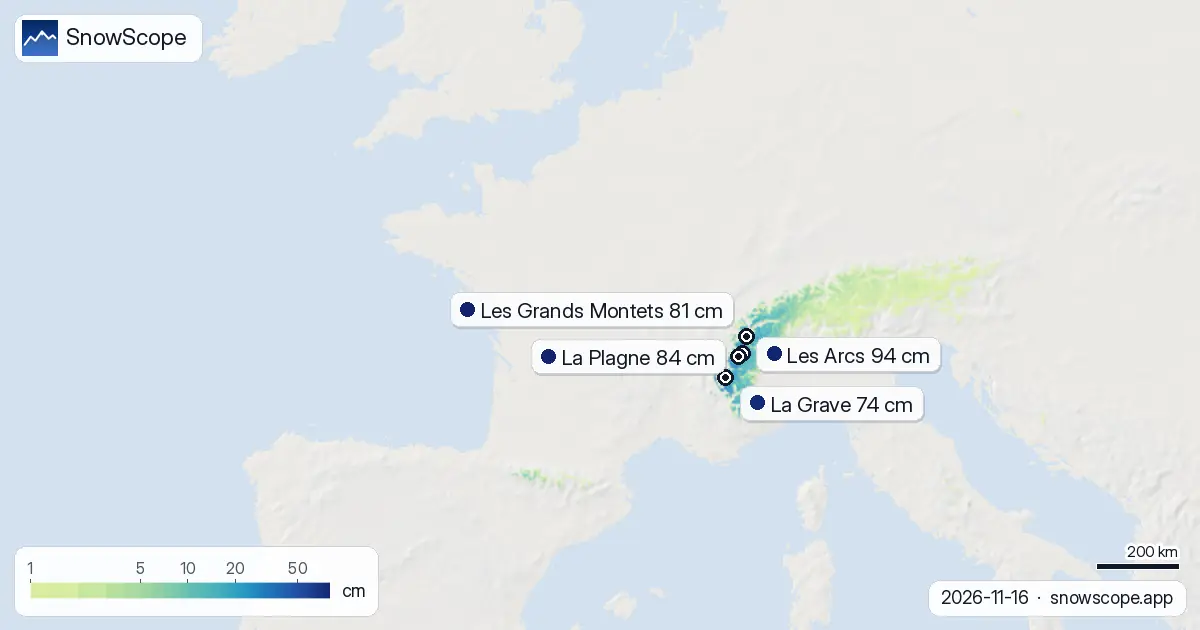 SnowScope
Les Grands Montets 81 cm
La Plagne 84 cm
Les Arcs 94 cm
La Grave 74 cm
1 5 10 20 50
cm
200 km
2026-11-16 · snowscope.app